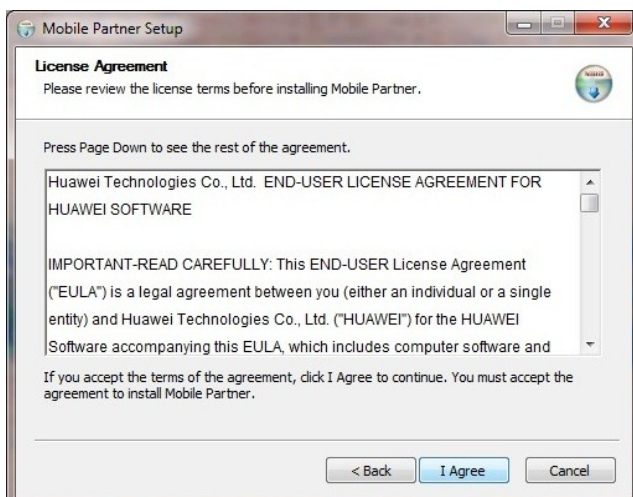 Mobile Partner Setup
License Agreement
Please review the license terms before installing Mobile Partner.
Press Page Down to see the rest of the agreement.
Huawei Technologies Co., Ltd. END-USER LICENSE AGREEMENT FOR
HUAWEI SOFTWARE
IMPORTANT-READ CAREFULLY: This END-USER License Agreement
("EULA") is a legal agreement between you (either an individual or a single
entity) and Huawei Technologies Co., Ltd. ("HUAWEI") for the HUAWEI
Software accompanying this EULA, which includes computer software and
If you accept the terms of the agreement, click I Agree to continue. You must accept the
agreement to install Mobile Partner.
< Back I Agree Cancel